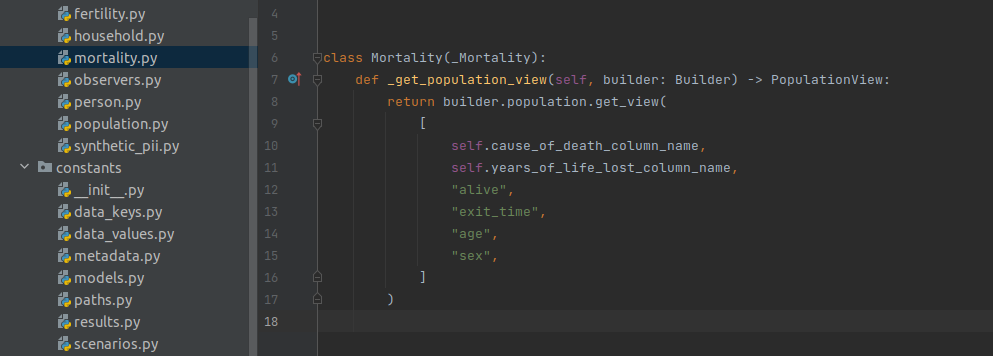 fertility.py
household.py
mortality.py
observers.py
person.py
population.py
synthetic_pii.py
constants
__init__.py
data_keys.py
data_values.py
metadata.py
models.py
paths.py
results.py
scenarios.py
4
5
6 class Mortality(_Mortality):
7     def _get_population_view(self, builder: Builder) -> PopulationView:
8         return builder.population.get_view(
9             [
10                 self.cause_of_death_column_name,
11                 self.years_of_life_lost_column_name,
12                 "alive",
13                 "exit_time",
14                 "age",
15                 "sex",
16             ]
17         )
18